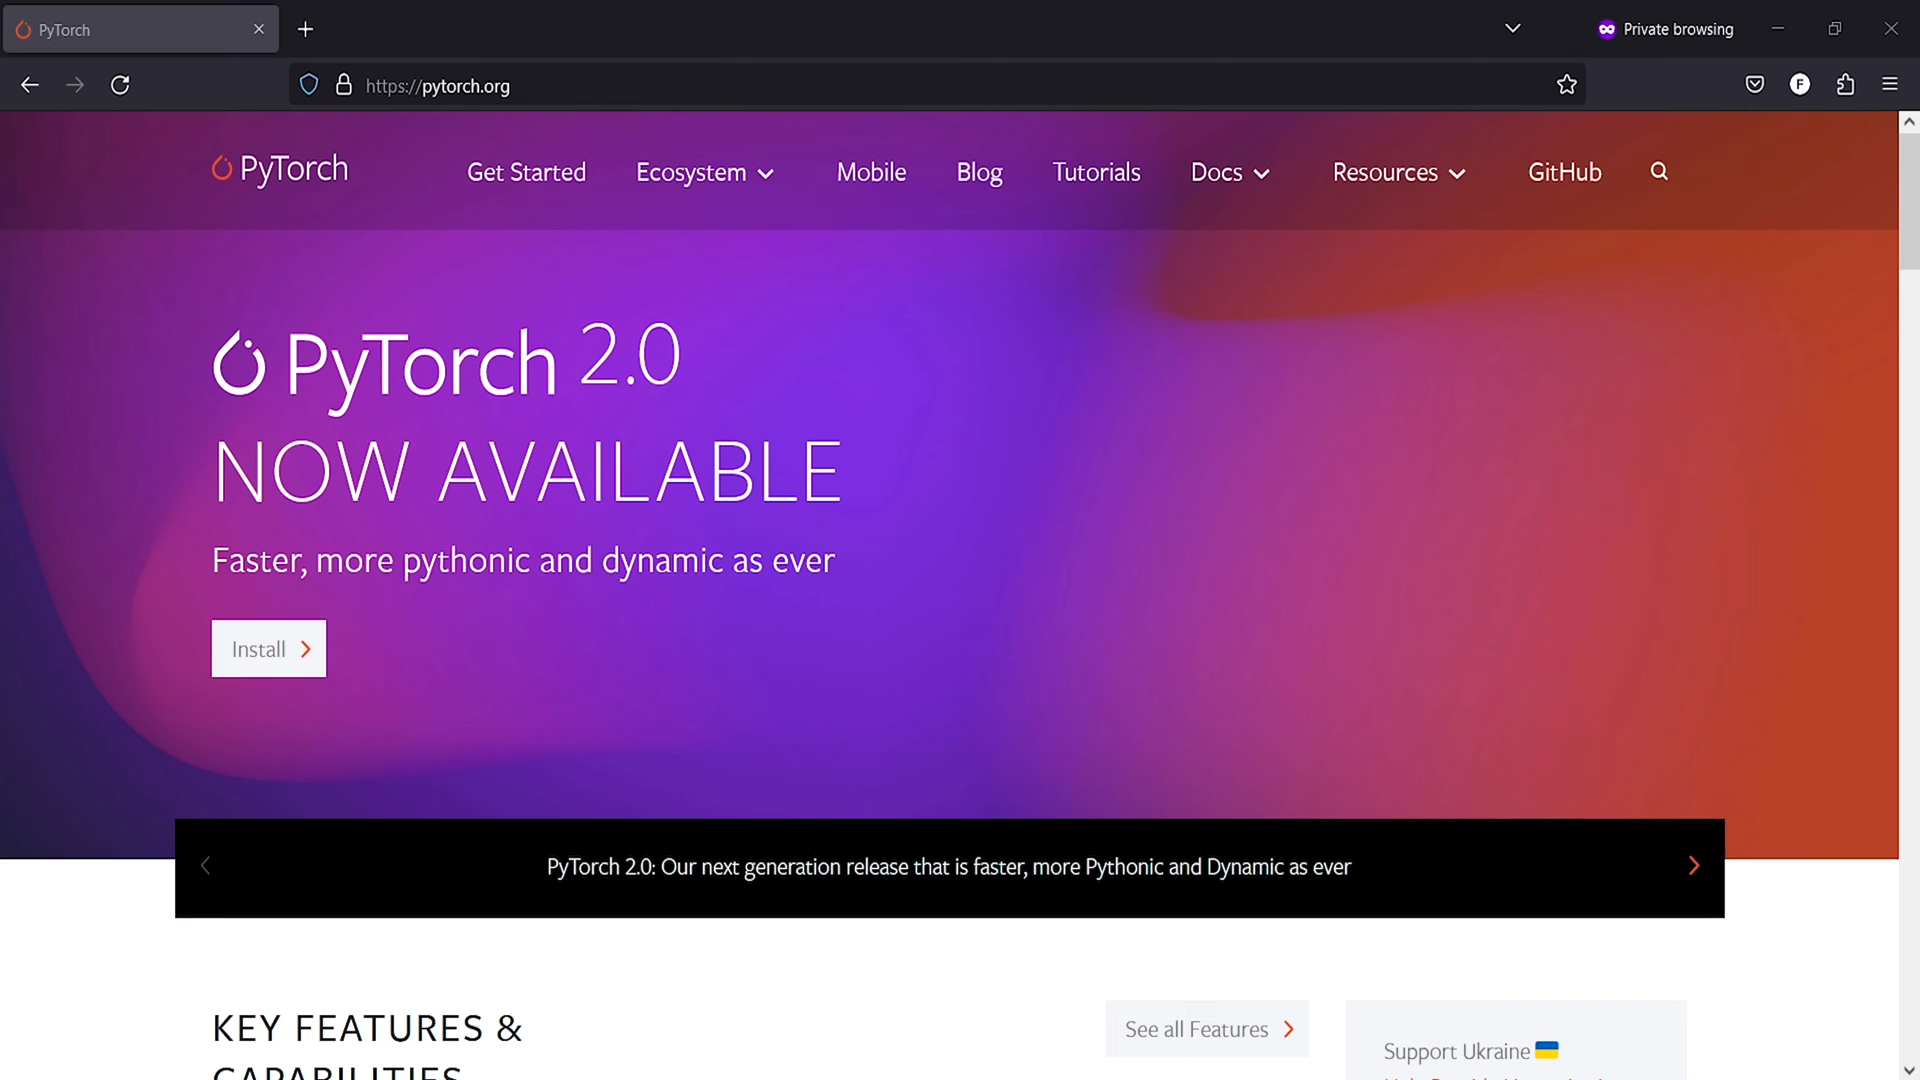 PyTorch
Private browsing
https://pytorch.org
F
PyTorch
Get Started
Ecosystem
Mobile
Blog
Tutorials
Docs
Resources
GitHub
PyTorch 2.0
NOW AVAILABLE
Faster, more pythonic and dynamic as ever
Install
PyTorch 2.0: Our next generation release that is faster, more Pythonic and Dynamic as ever
KEY FEATURES &
CAPABILITIES
See all Features
Support Ukraine